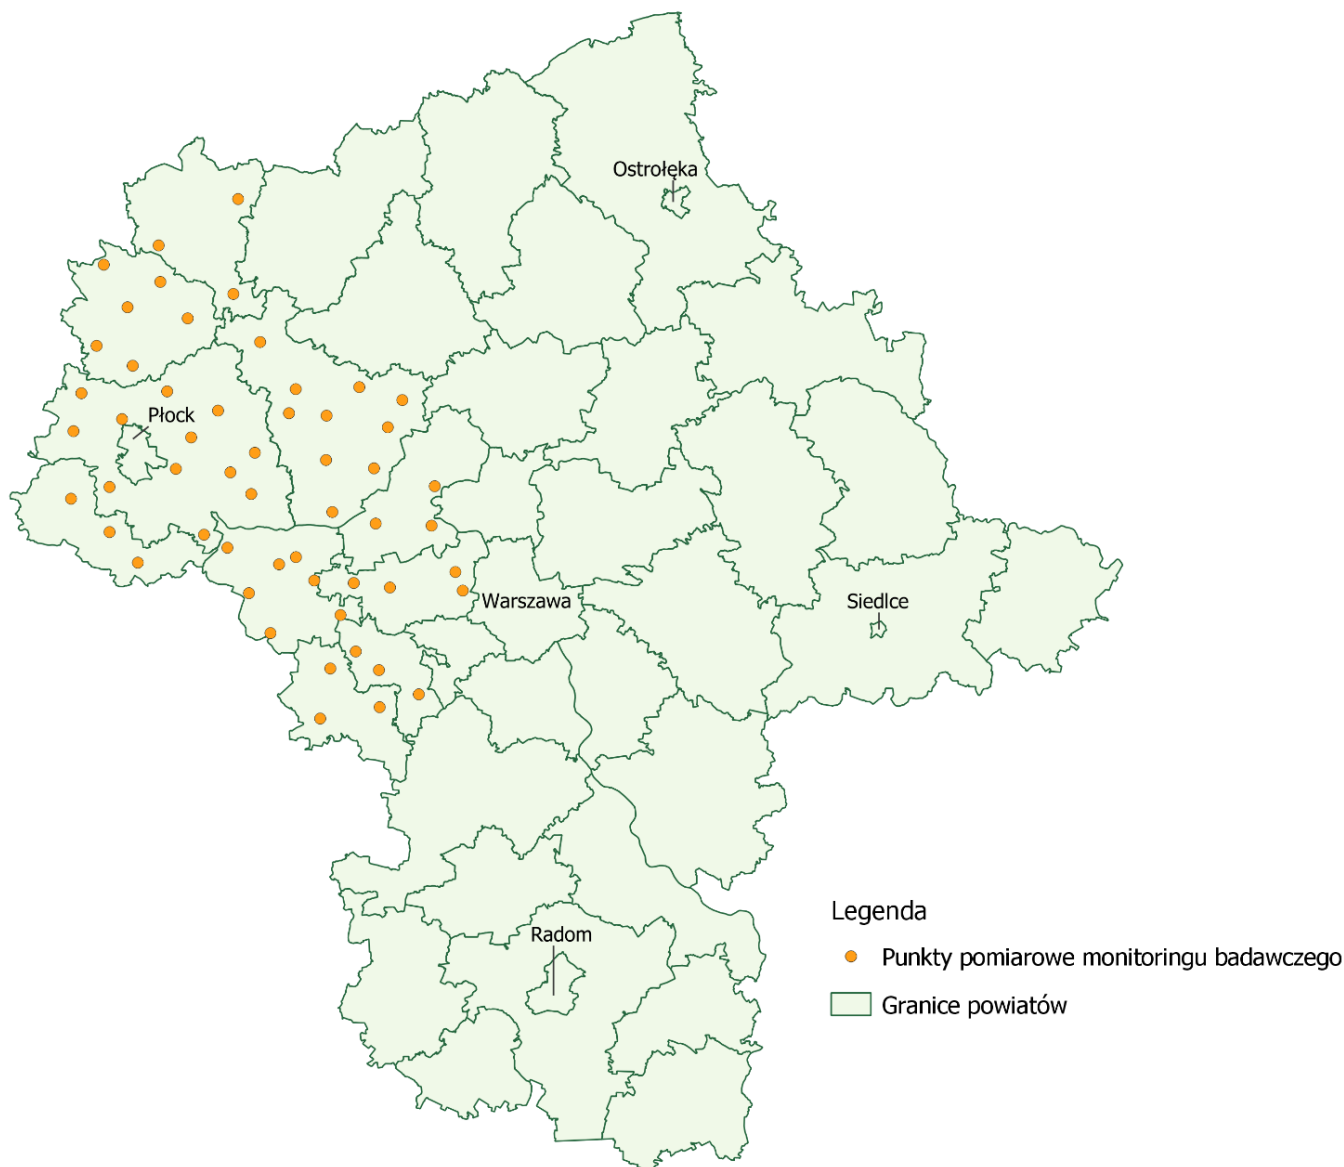 Ostrołęka
Płock
Warszawa
Siedlce
Radom
Legenda
Punkty pomiarowe monitoringu badawczego
Granice powiatów